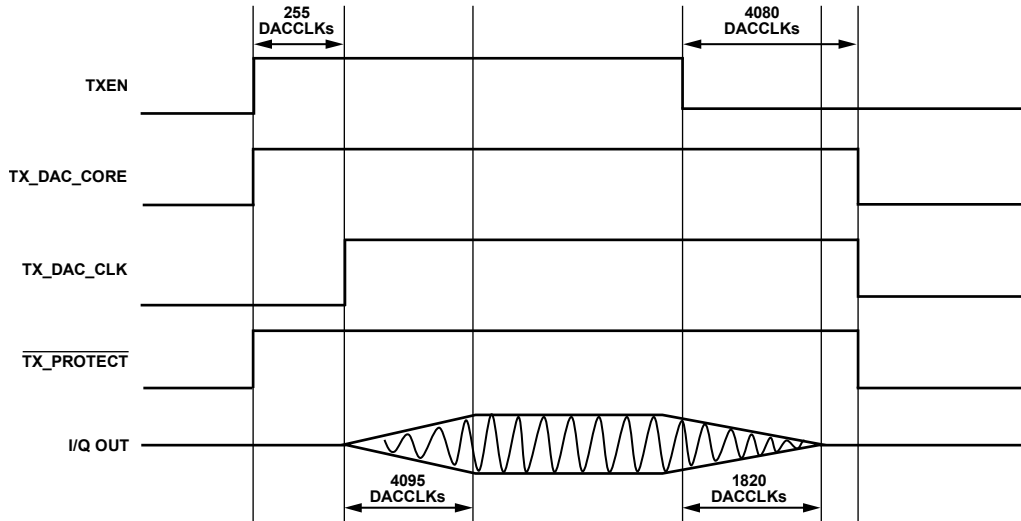 255
DACCLKs
4080
DACCLKs
TXEN
TX_DAC_CORE
TX_DAC_CLK
TX_PROTECT
I/Q OUT
4095
DACCLKs
1820
DACCLKs